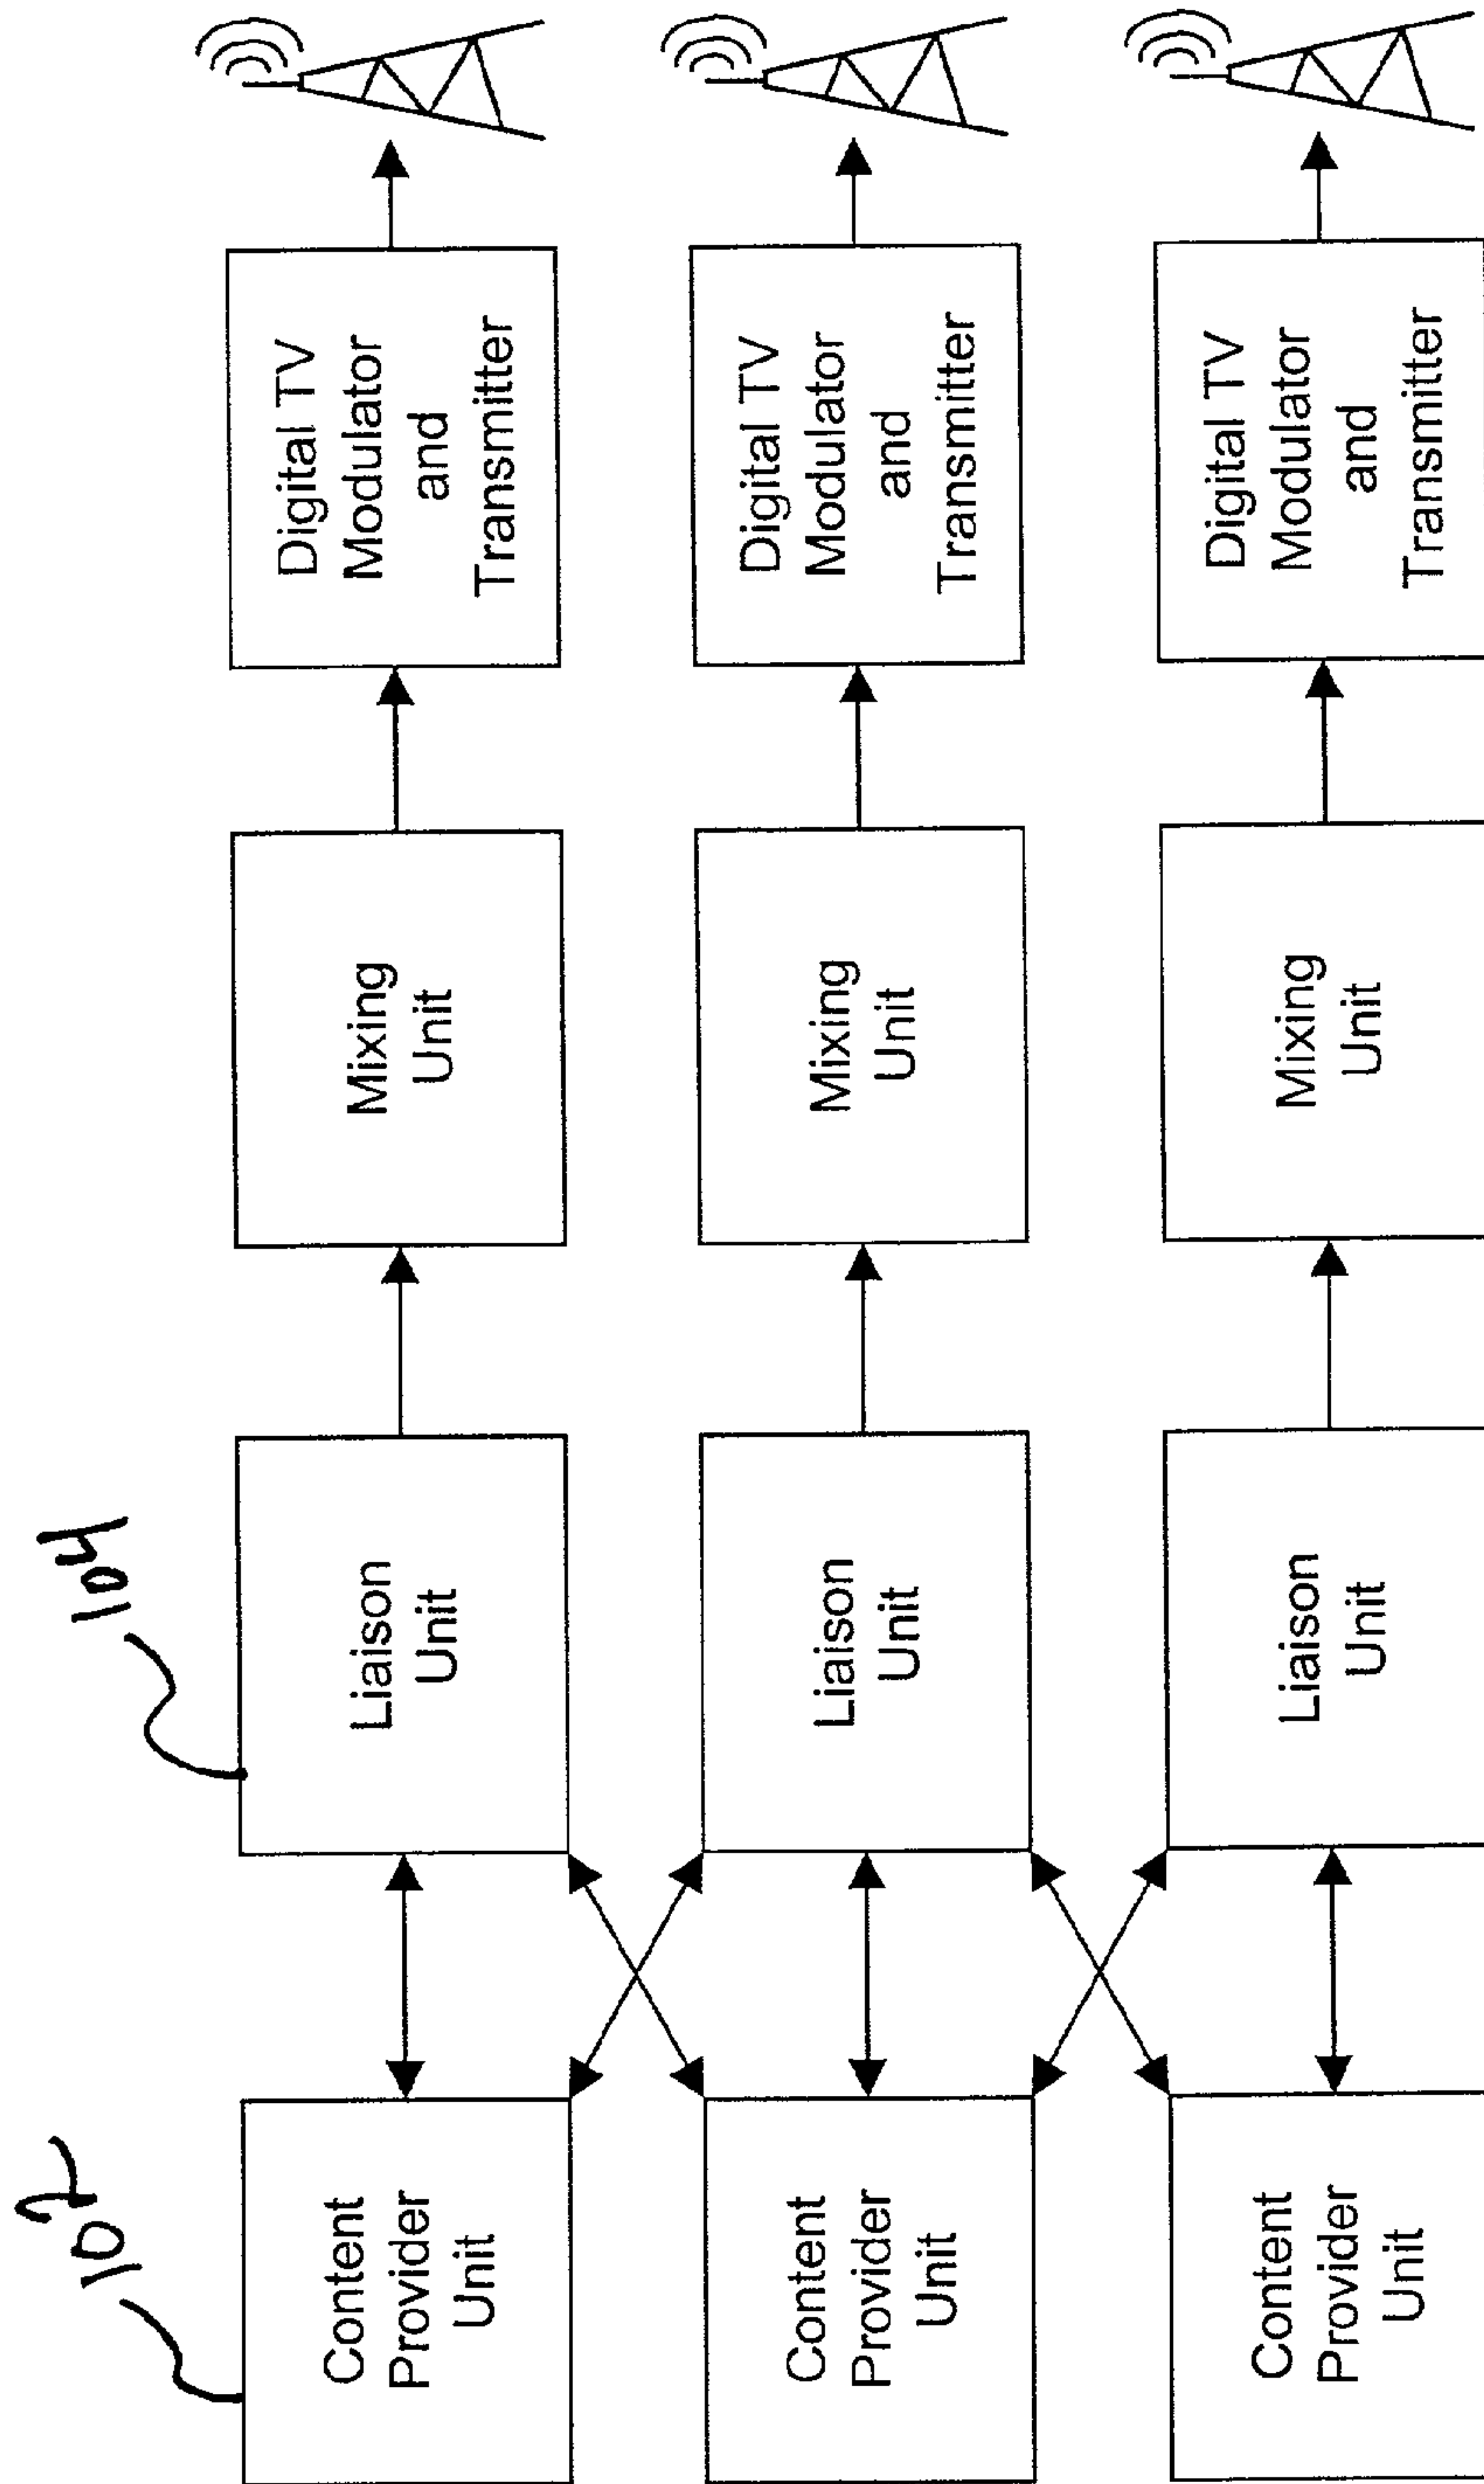 102
104
Content
Provider
Unit
Liaison
Unit
Mixing
Unit
Digital TV
Modulator
and
Transmitter
Content
Provider
Unit
Liaison
Unit
Mixing
Unit
Digital TV
Modulator
and
Transmitter
Content
Provider
Unit
Liaison
Unit
Mixing
Unit
Digital TV
Modulator
and
Transmitter